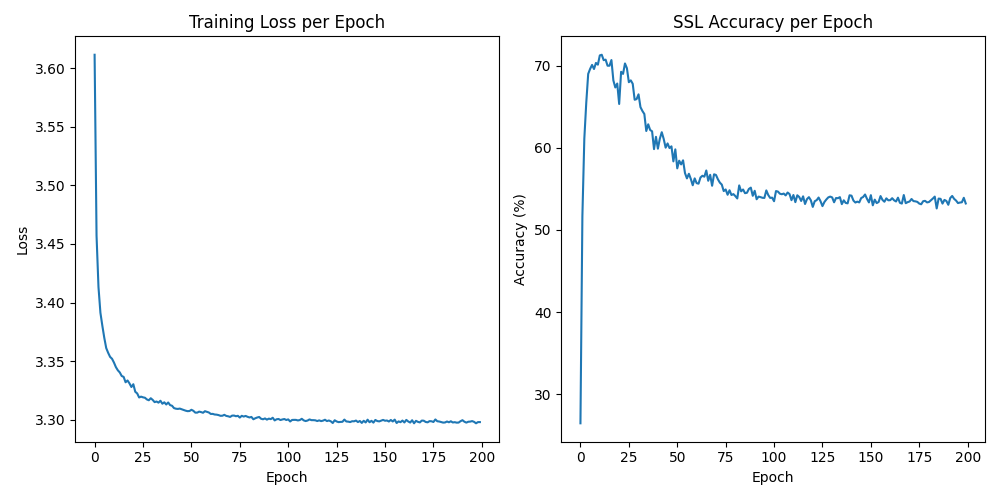 Training Loss per Epoch
3.60
3.55
3.50
3.45
3.40
3.35
3.30
Loss
0 25 50 75 100 125 150 175 200
Epoch
SSL Accuracy per Epoch
70
60
50
40
30
Accuracy (%)
0 25 50 75 100 125 150 175 200
Epoch